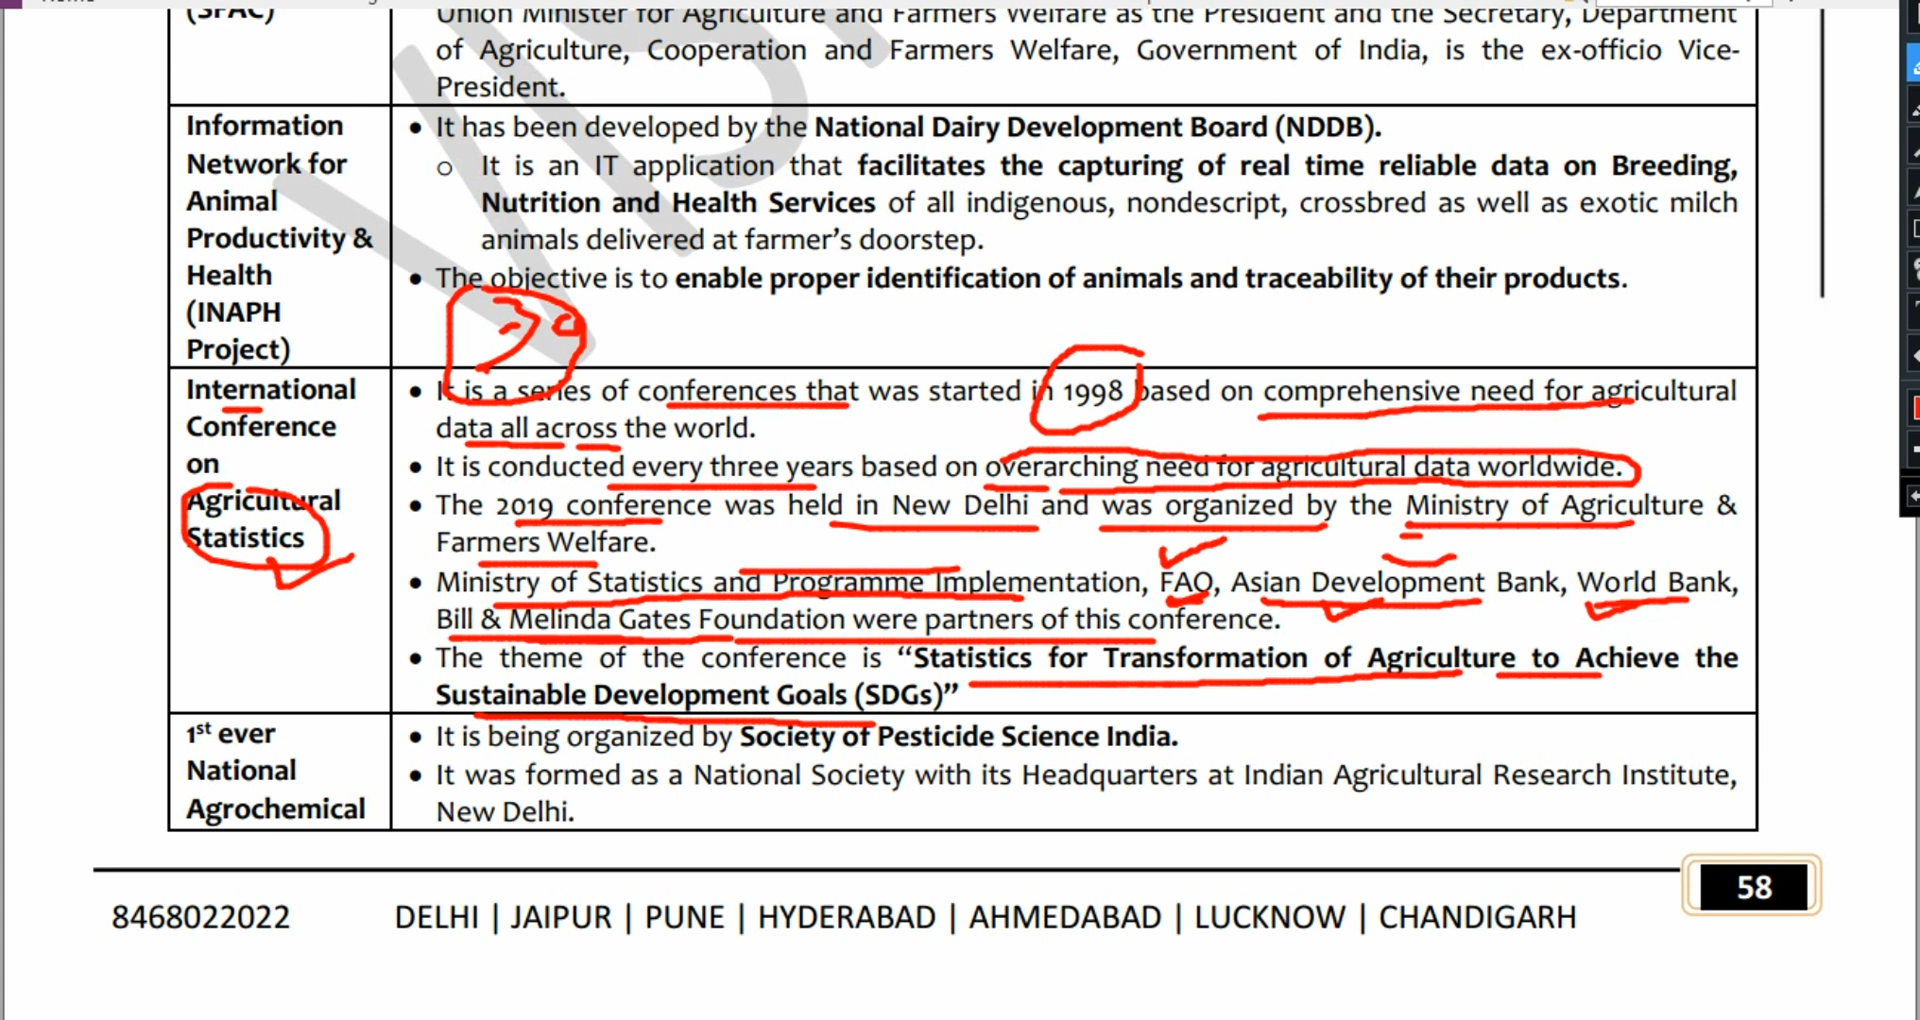 (SFAC)
Union Minister for Agriculture and Farmers Welfare as the President and the Secretary, Department
of Agriculture, Cooperation and Farmers Welfare, Government of India, is the ex-officio Vice-
President.
Information
Network for
Animal
Productivity &
Health
(INAPH
Project)
• It has been developed by the National Dairy Development Board (NDDB).
o It is an IT application that facilitates the capturing of real time reliable data on Breeding,
Nutrition and Health Services of all indigenous, nondescript, crossbred as well as exotic milch
animals delivered at farmer's doorstep.
• The objective is to enable proper identification of animals and traceability of their products.
International
Conference
on
Agricultural
Statistics
• It is a series of conferences that was started in 1998 based on comprehensive need for agricultural
data all across the world.
• It is conducted every three years based on overarching need for agricultural data worldwide.
• The 2019 conference was held in New Delhi and was organized by the Ministry of Agriculture &
Farmers Welfare.
• Ministry of Statistics and Programme Implementation, FAO, Asian Development Bank, World Bank,
Bill & Melinda Gates Foundation were partners of this conference.
• The theme of the conference is “Statistics for Transformation of Agriculture to Achieve the
Sustainable Development Goals (SDGs)”
1st ever
National
Agrochemical
• It is being organized by Society of Pesticide Science India.
• It was formed as a National Society with its Headquarters at Indian Agricultural Research Institute,
New Delhi.
58
8468022022 DELHI | JAIPUR | PUNE | HYDERABAD | AHMEDABAD | LUCKNOW | CHANDIGARH